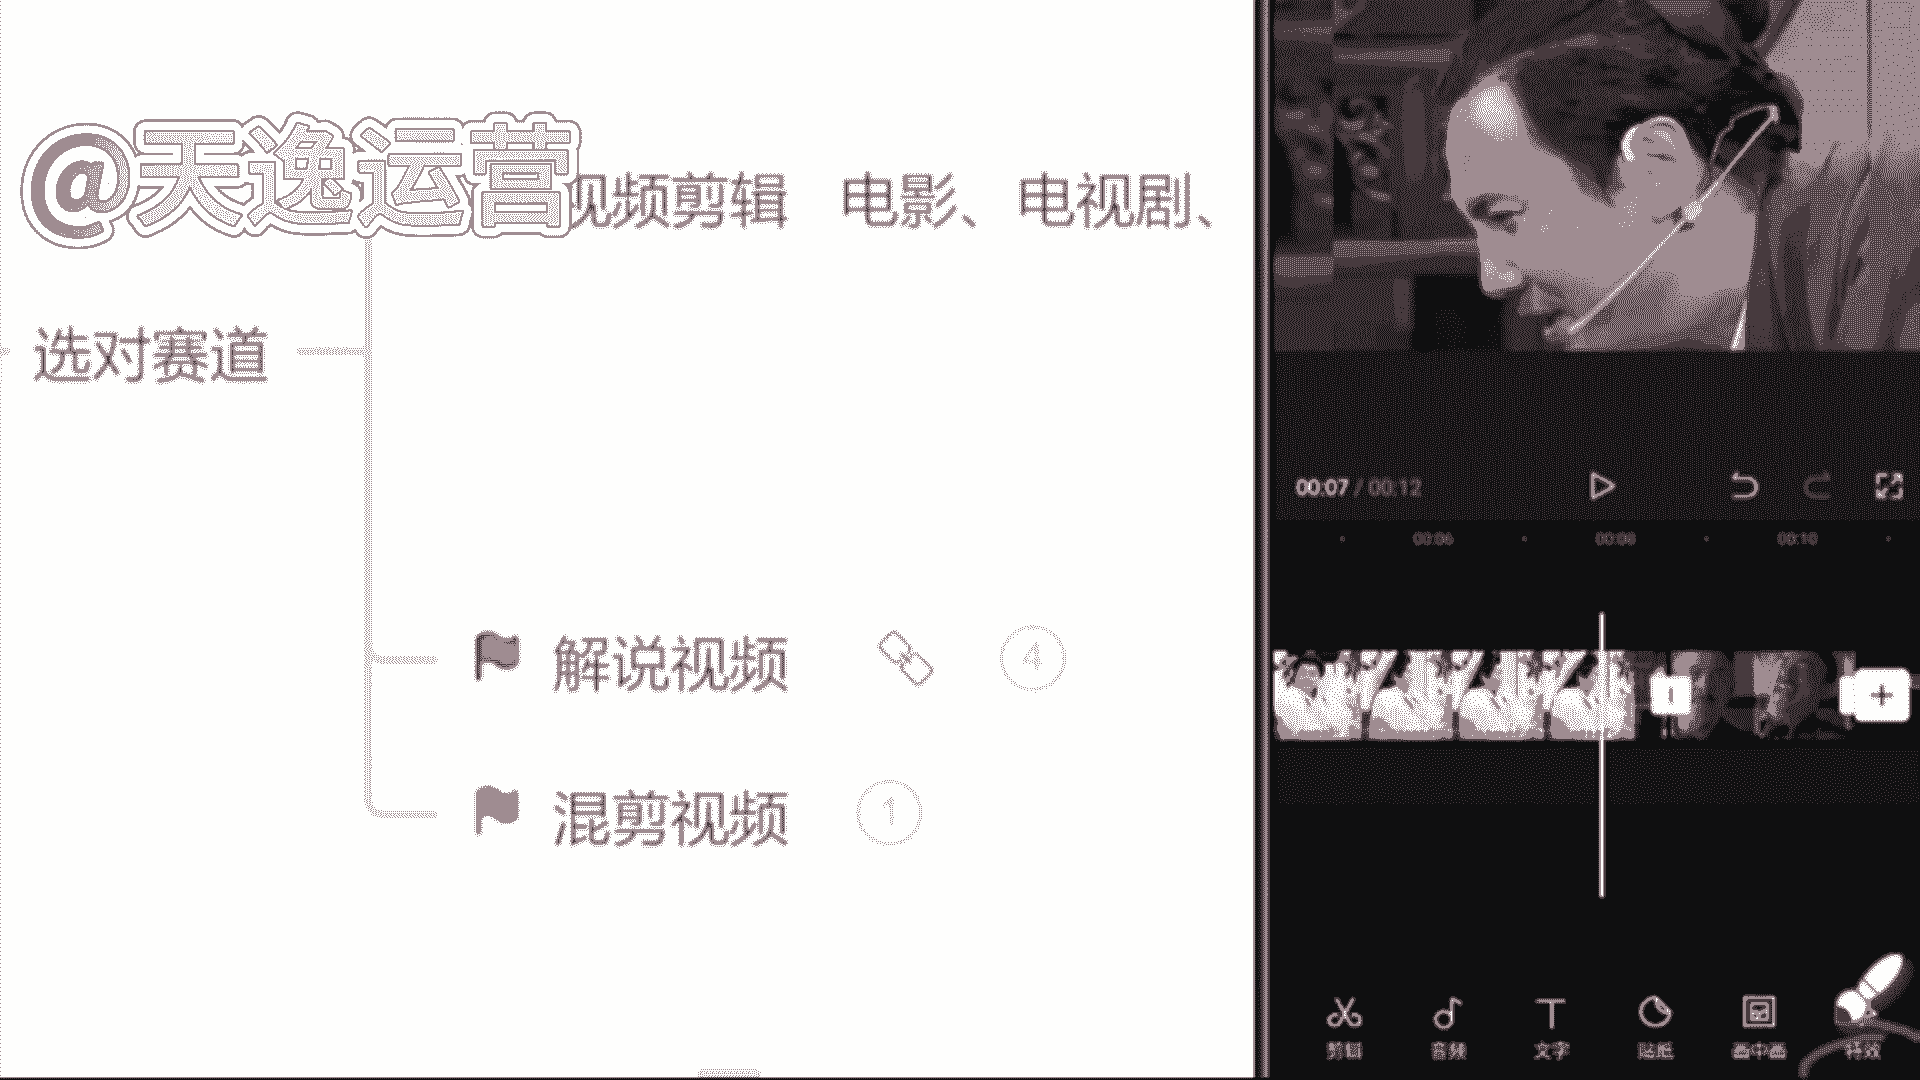 @天逸运营
视频剪辑 电影、电视剧、
选对赛道
解说视频 4
混剪视频 1
00:07 / 00:12
00:06 00:08 00:10
剪辑 音频 文字 贴纸 画中画 特效